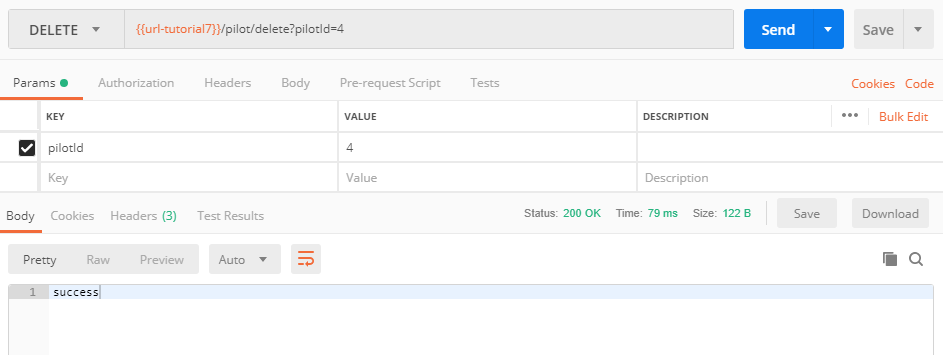 DELETE {{url-tutorial7}}/pilot/delete?pilotId=4 Send Save
Params Authorization Headers Body Pre-request Script Tests Cookies Code
KEY VALUE DESCRIPTION ••• Bulk Edit
pilotId 4
Key Value Description
Body Cookies Headers (3) Test Results Status: 200 OK Time: 79 ms Size: 122 B Save Download
Pretty Raw Preview Auto
1 success